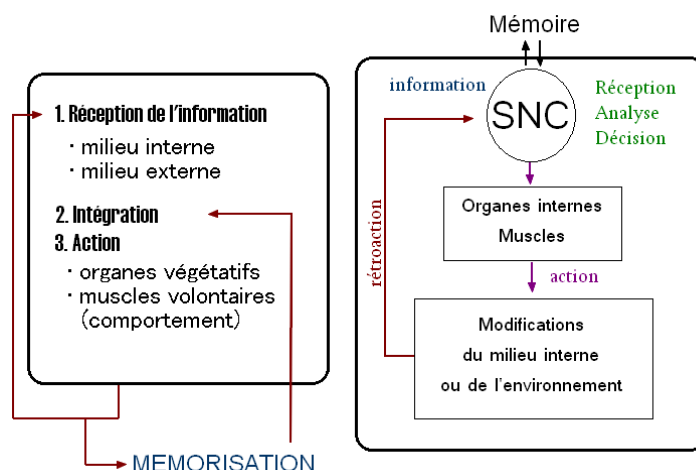 1. Réception de l'information
· milieu interne
· milieu externe
2. Intégration
3. Action
· organes végétatifs
· muscles volontaires
(comportement)
MEMORISATION
Mémoire
information
SNC
Réception
Analyse
Décision
Organes internes
Muscles
rétroaction
action
Modifications
du milieu interne
ou de l'environnement